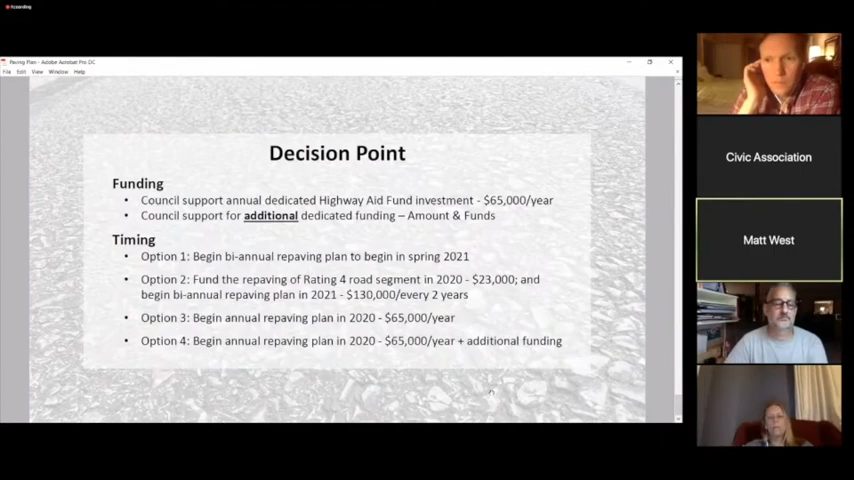 Recording
Paving Plan - Adobe Acrobat Pro DC
File Edit View Window Help
Decision Point
Funding
• Council support annual dedicated Highway Aid Fund investment - $65,000/year
• Council support for additional dedicated funding – Amount & Funds
Timing
• Option 1: Begin bi-annual repaving plan to begin in spring 2021
• Option 2: Fund the repaving of Rating 4 road segment in 2020 - $23,000; and
begin bi-annual repaving plan in 2021 - $130,000/every 2 years
• Option 3: Begin annual repaving plan in 2020 - $65,000/year
• Option 4: Begin annual repaving plan in 2020 - $65,000/year + additional funding
Civic Association
Matt West